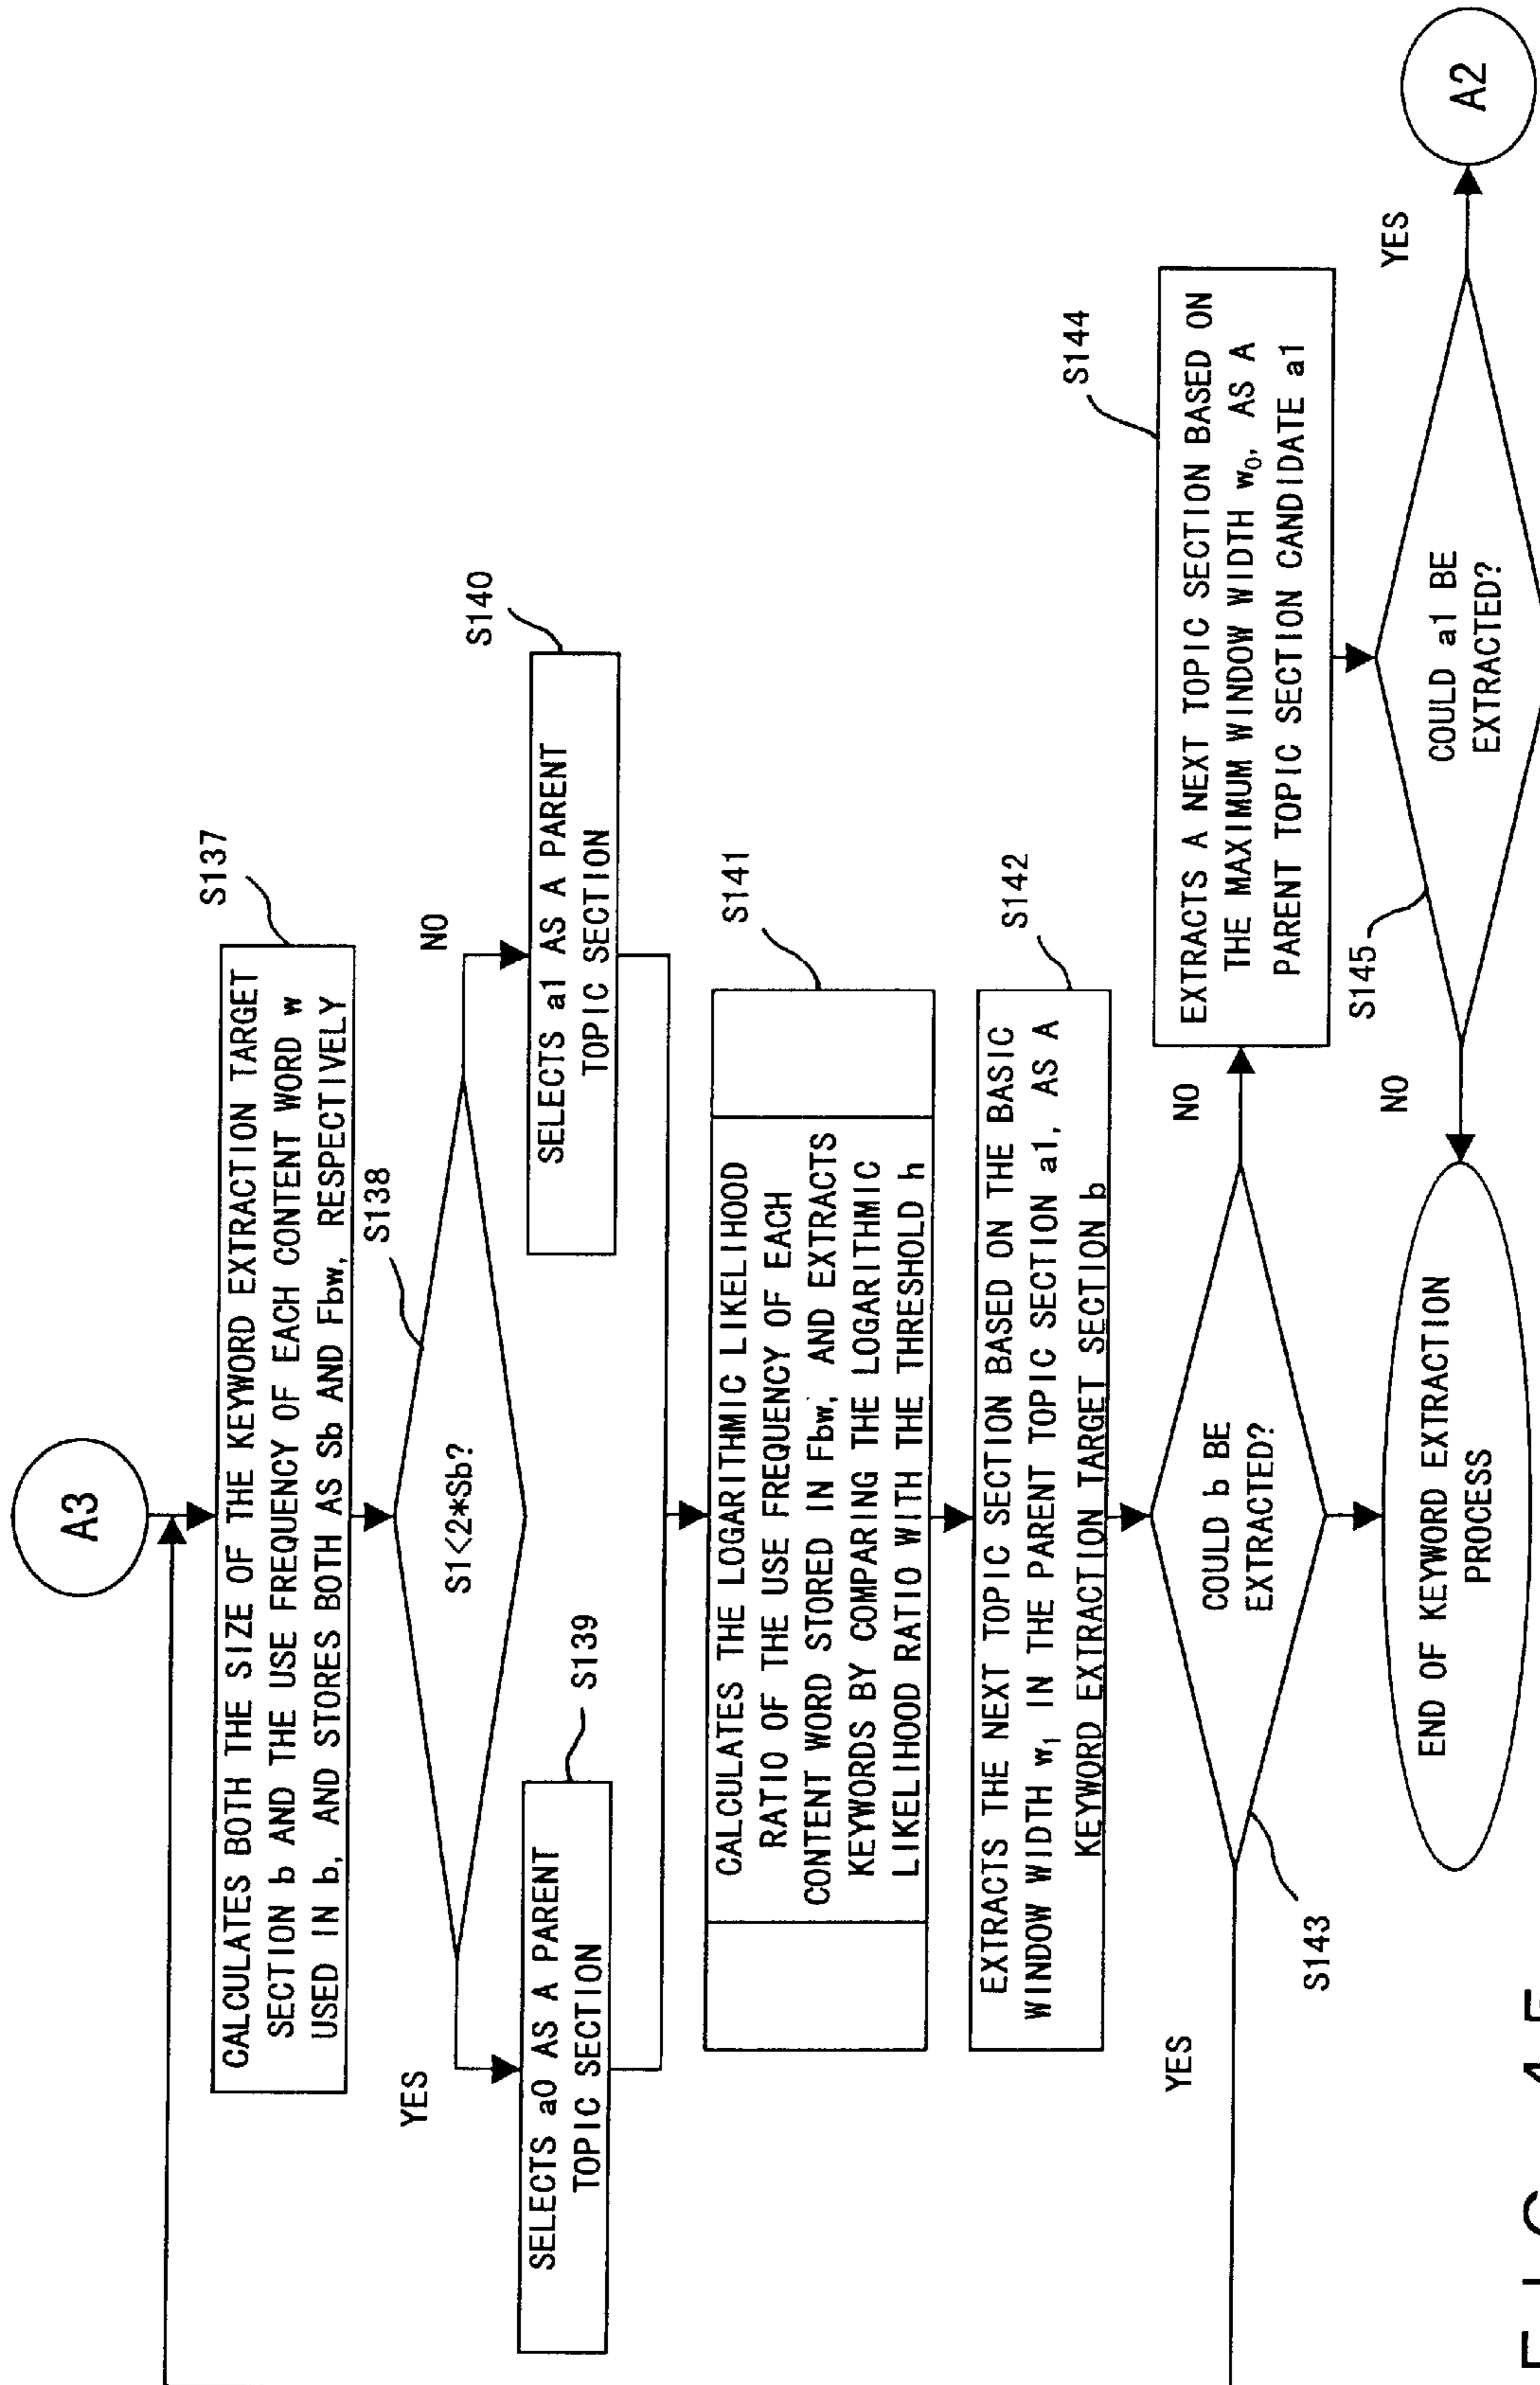 A3
S137
CALCULATES BOTH THE SIZE OF THE KEYWORD EXTRACTION TARGET
SECTION b AND THE USE FREQUENCY OF EACH CONTENT WORD w
USED IN b, AND STORES BOTH AS Sb AND Fbw, RESPECTIVELY
S138
S1<2*Sb?
YES
NO
S139
SELECTS a0 AS A PARENT
TOPIC SECTION
S140
SELECTS a1 AS A PARENT
TOPIC SECTION
S141
CALCULATES THE LOGARITHMIC LIKELIHOOD
RATIO OF THE USE FREQUENCY OF EACH
CONTENT WORD STORED IN Fbw, AND EXTRACTS
KEYWORDS BY COMPARING THE LOGARITHMIC
LIKELIHOOD RATIO WITH THE THRESHOLD h
S142
EXTRACTS THE NEXT TOPIC SECTION BASED ON THE BASIC
WINDOW WIDTH w₁ IN THE PARENT TOPIC SECTION a1, AS A
KEYWORD EXTRACTION TARGET SECTION b
YES
COULD b BE
EXTRACTED?
NO
S143
S144
EXTRACTS A NEXT TOPIC SECTION BASED ON
THE MAXIMUM WINDOW WIDTH w₀, AS A
PARENT TOPIC SECTION CANDIDATE a1
S145
COULD a1 BE
EXTRACTED?
NO
YES
END OF KEYWORD EXTRACTION
PROCESS
A2